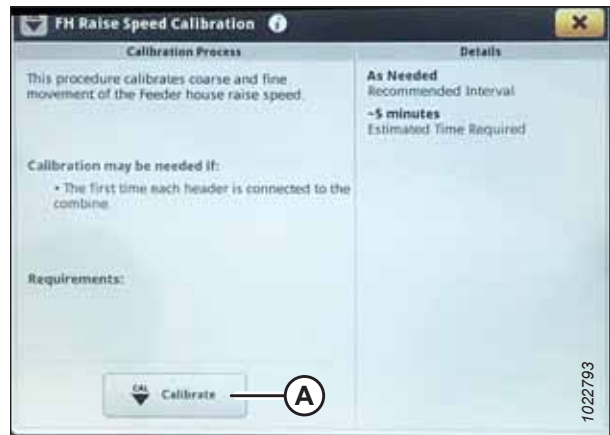 FH Raise Speed Calibration i
Calibration Process
Details
This procedure calibrates coarse and fine
movement of the Feeder house raise speed.
Calibration may be needed if:
• The first time each header is connected to the
combine
Requirements:
As Needed
Recommended Interval
~5 minutes
Estimated Time Required
CAL
Calibrate
A
1022793